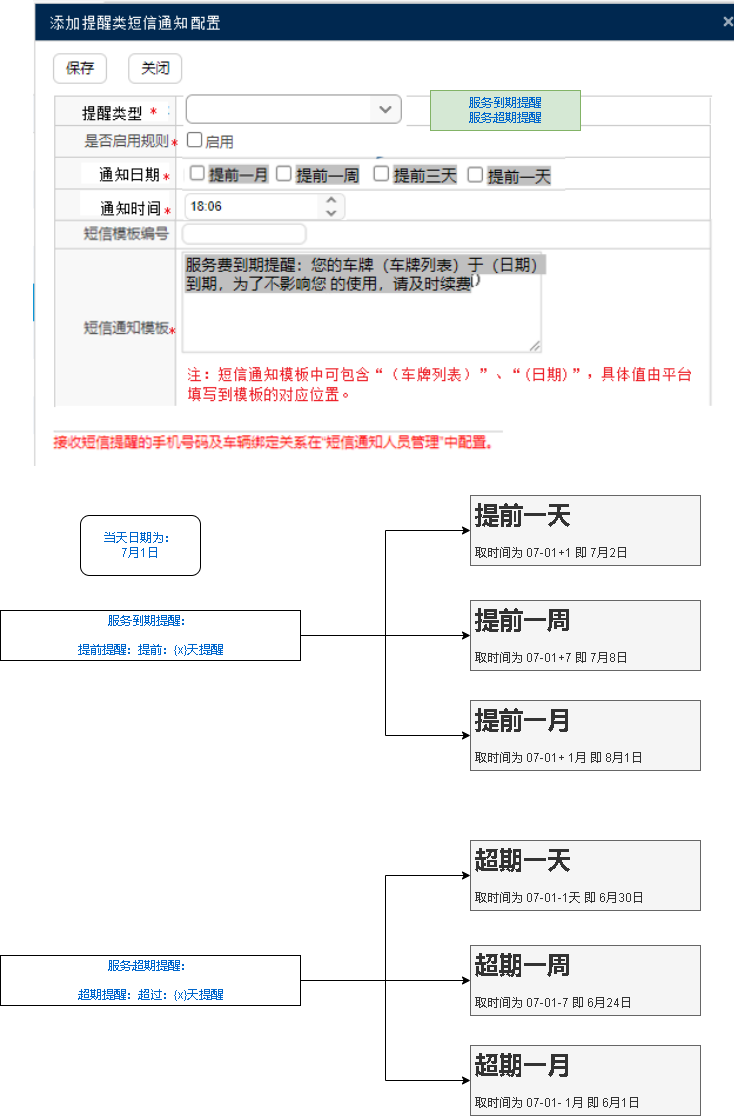 添加提醒类短信通知配置
保存 关闭
提醒类型 * :
服务到期提醒
服务超期提醒
是否启用规则* 启用
通知日期* 提前一月 提前一周 提前三天 提前一天
通知时间* 18:06
短信模板编号
服务费到期提醒：您的车牌（车牌列表）于（日期）
到期，为了不影响您 的使用，请及时续费
短信通知模板*
注：短信通知模板中可包含“（车牌列表）”、“(日期)”，具体值由平台
填写到模板的对应位置。
接收短信提醒的手机号码及车辆绑定关系在“短信通知人员管理”中配置。
当天日期为：
7月1日
提前一天
取时间为 07-01+1 即 7月2日
服务到期提醒：
提前提醒：提前：{x}天提醒
提前一周
取时间为 07-01+7 即 7月8日
提前一月
取时间为 07-01+ 1月 即 8月1日
超期一天
取时间为 07-01-1天 即 6月30日
服务超期提醒：
超期提醒：超过：{x}天提醒
超期一周
取时间为 07-01-7 即 6月24日
超期一月
取时间为 07-01- 1月 即 6月1日